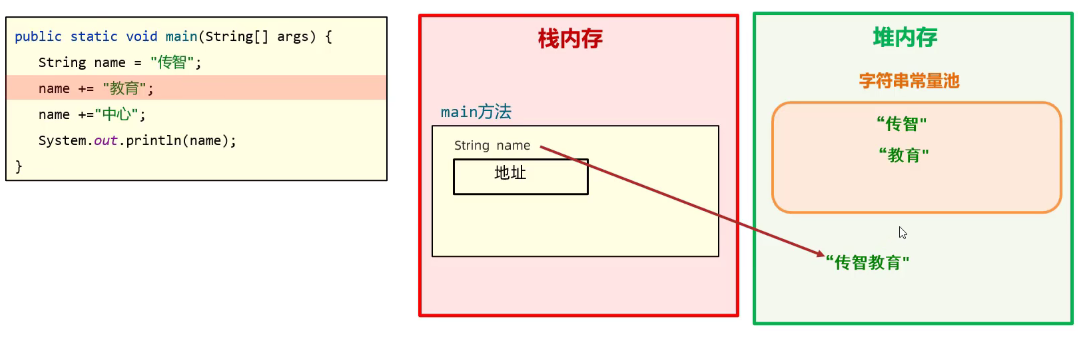 public static void main(String[] args) {
String name = "传智";
name += "教育";
name +="中心";
System.out.println(name);
}
栈内存
main方法
String name
地址
堆内存
字符串常量池
“传智"
“教育"
“传智教育"